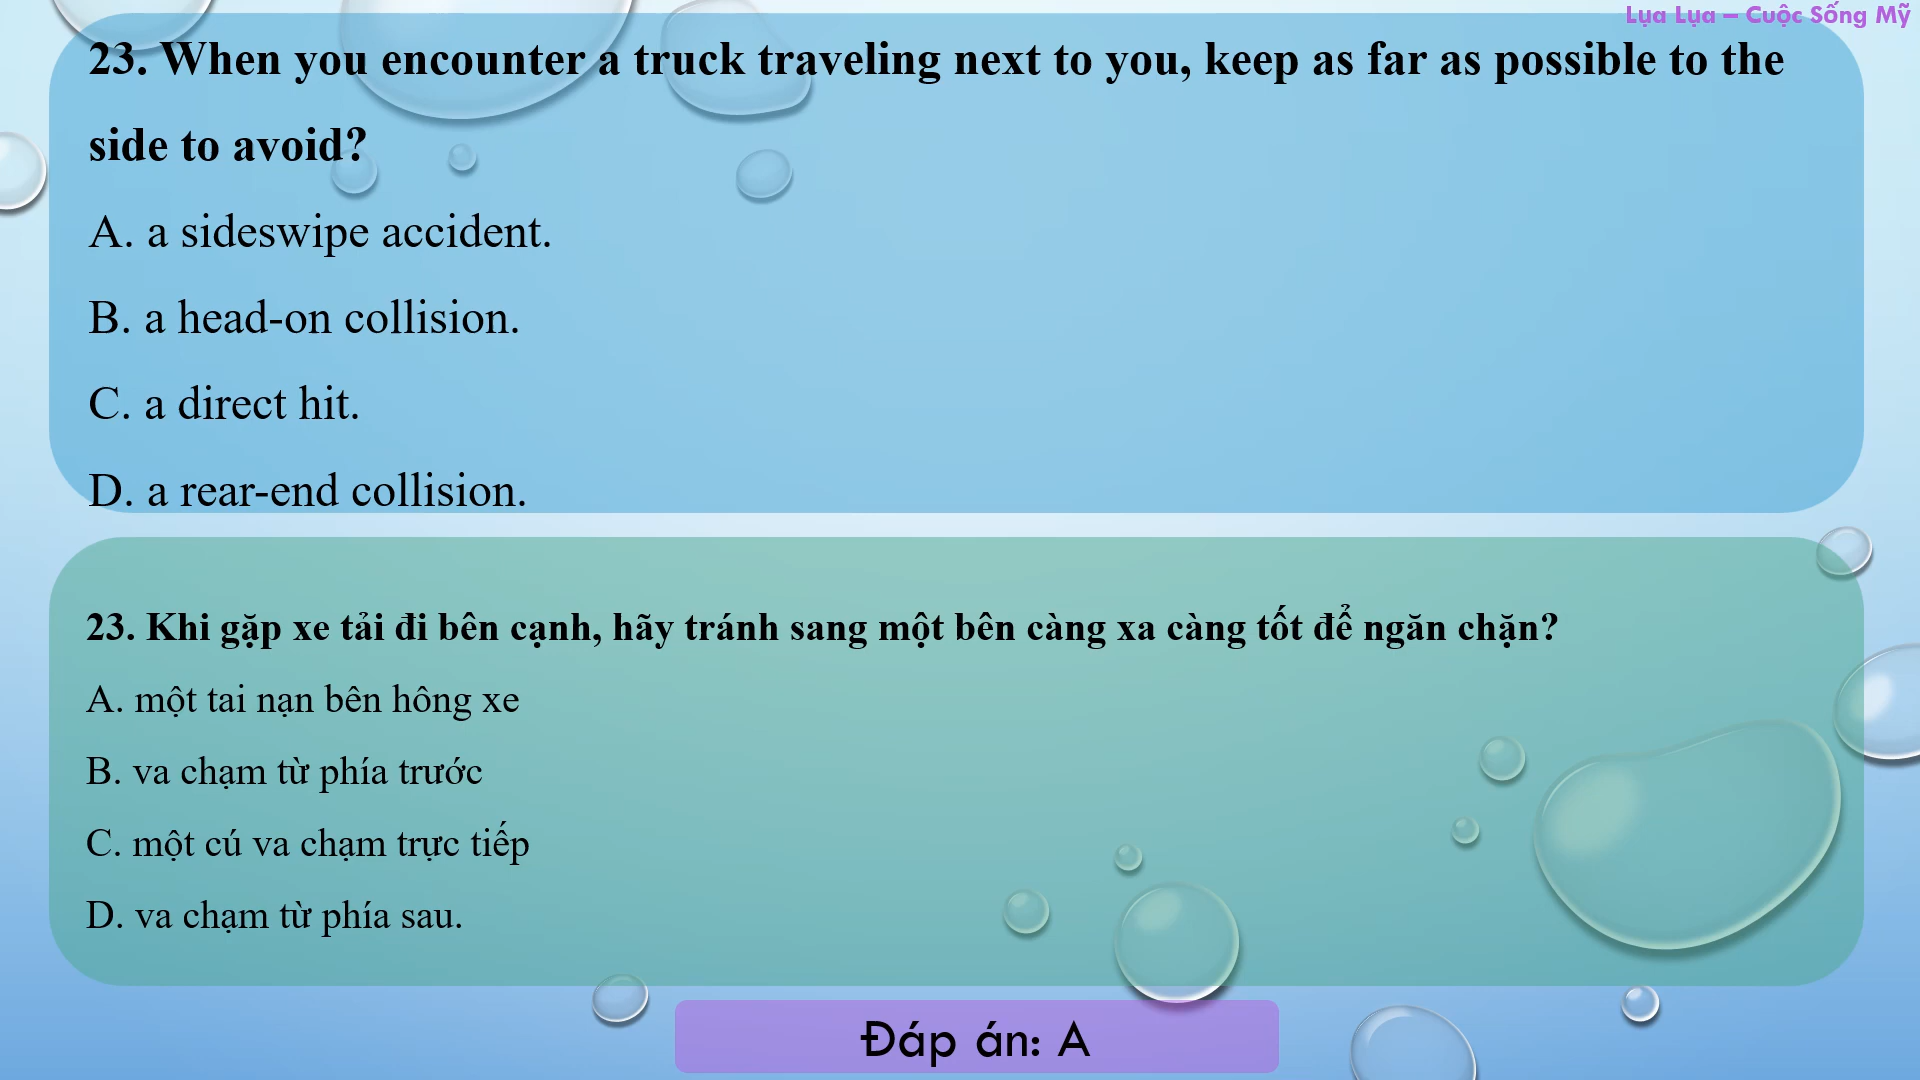 Lụa Lụa – Cuộc Sống Mỹ
23. When you encounter a truck traveling next to you, keep as far as possible to the
side to avoid?
A. a sideswipe accident.
B. a head-on collision.
C. a direct hit.
D. a rear-end collision.
23. Khi gặp xe tải đi bên cạnh, hãy tránh sang một bên càng xa càng tốt để ngăn chặn?
A. một tai nạn bên hông xe
B. va chạm từ phía trước
C. một cú va chạm trực tiếp
D. va chạm từ phía sau.
Đáp án: A